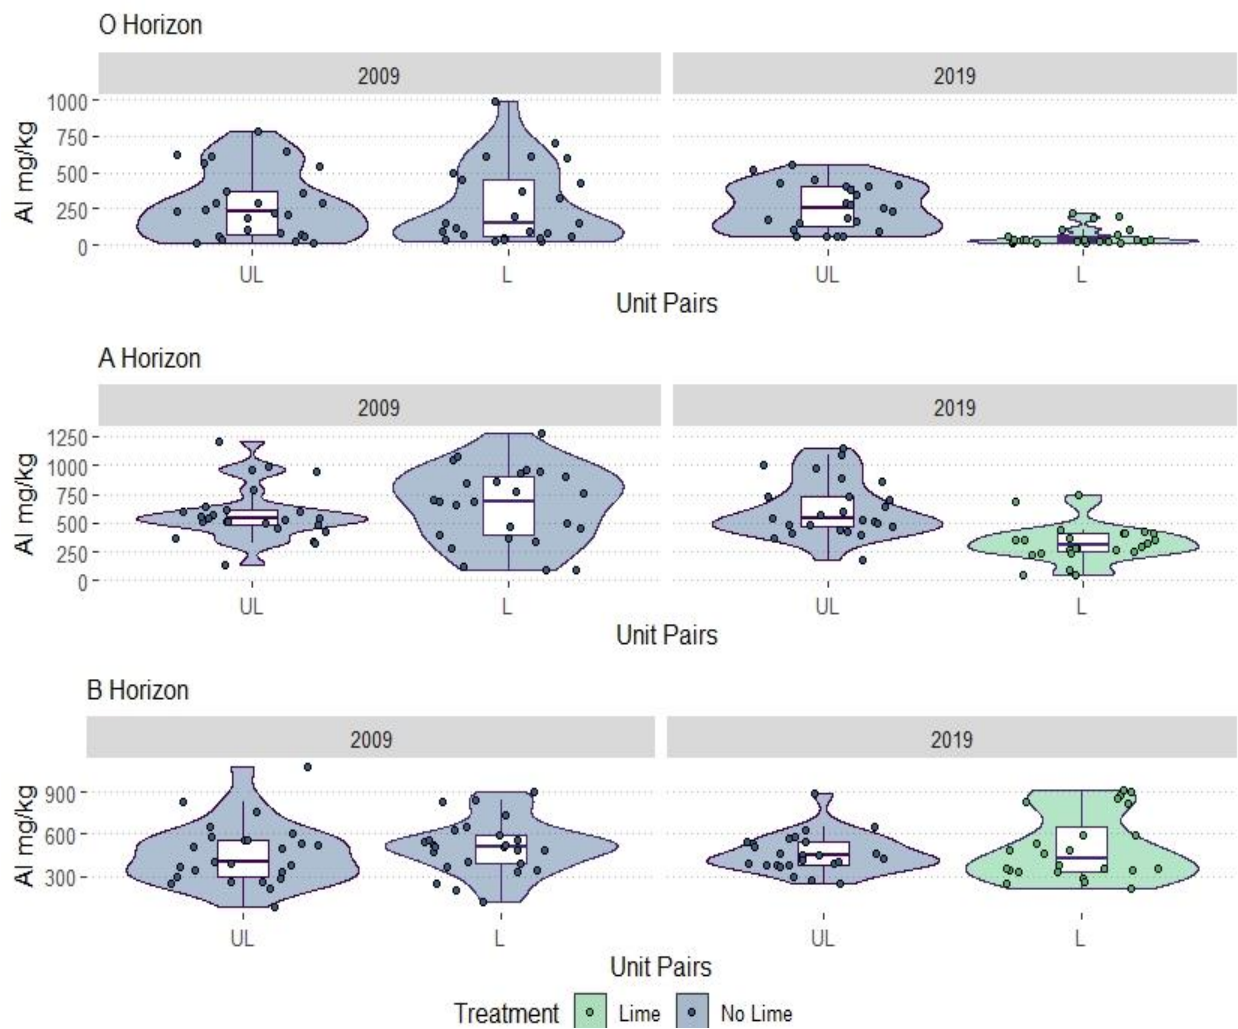 O Horizon
2009 2019
1000
750
500
250
0
Al mg/kg
UL L UL L
Unit Pairs
A Horizon
2009 2019
1250
1000
750
500
250
0
Al mg/kg
UL L UL L
Unit Pairs
B Horizon
2009 2019
900
600
300
Al mg/kg
UL L UL L
Unit Pairs
Treatment Lime No Lime